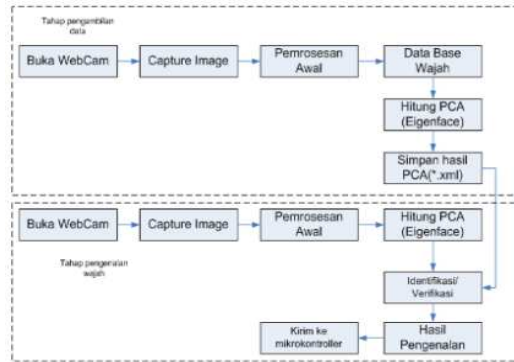 Tahap pengambilan
data
Buka WebCam
Capture Image
Pemrosesan
Awal
Data Base
Wajah
Hitung PCA
(Eigenface)
Simpan hasil
PCA(*.xml)
Buka WebCam
Capture Image
Pemrosesan
Awal
Hitung PCA
(Eigenface)
Tahap pengenalan
wajah
Identifikasi/
Verifikasi
Hasil
Pengenalan
Kirim ke
mikrokontroller